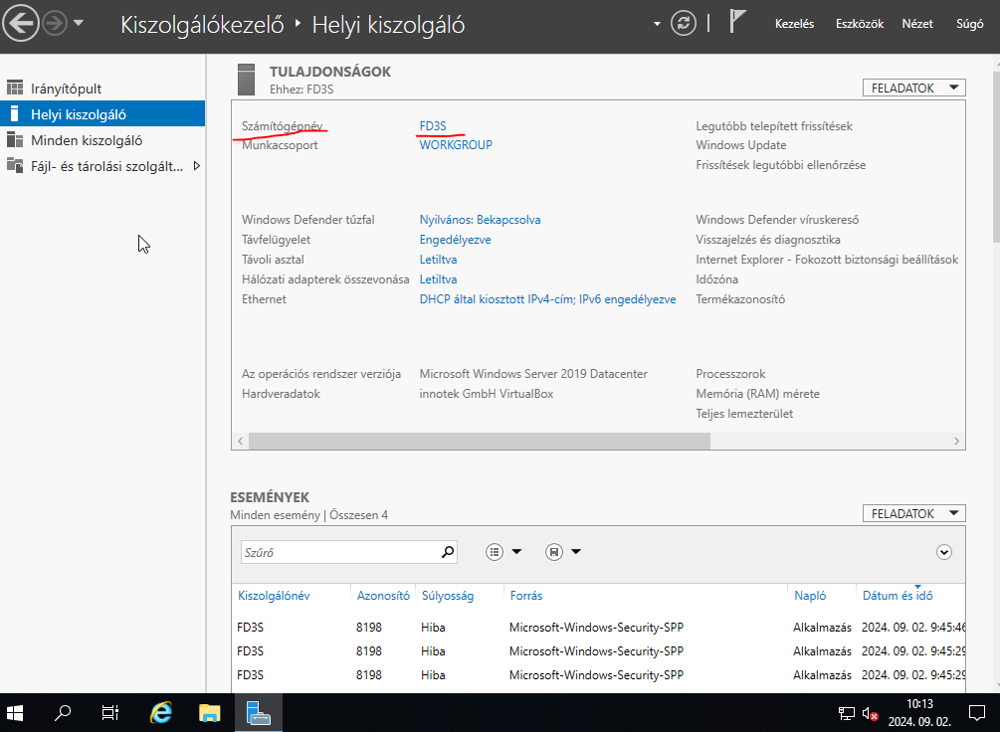 Kiszolgálókezelő ‣ Helyi kiszolgáló
Kezelés Eszközök Nézet Súgó
Irányítópult
Helyi kiszolgáló
Minden kiszolgáló
Fájl- és tárolási szolgált...
TULAJDONSÁGOK
Ehhez: FD3S
FELADATOK
Számítógépnév FD3S Legutóbb telepített frissítések
Munkacsoport WORKGROUP Windows Update
Frissítések legutóbbi ellenőrzése
Windows Defender tűzfal Nyilvános: Bekapcsolva Windows Defender víruskereső
Távfelügyelet Engedélyezve Visszajelzés és diagnosztika
Távoli asztal Letiltva Internet Explorer - Fokozott biztonsági beállítások
Hálózati adapterek összevonása Letiltva Időzóna
Ethernet DHCP által kiosztott IPv4-cím; IPv6 engedélyezve Termékazonosító
Az operációs rendszer verziója Microsoft Windows Server 2019 Datacenter Processzorok
Hardveradatok innotek GmbH VirtualBox Memória (RAM) mérete
Teljes lemezterület
ESEMÉNYEK
Minden esemény | Összesen 4
FELADATOK
Szűrő
Kiszolgálónév Azonosító Súlyosság Forrás Napló Dátum és idő
FD3S 8198 Hiba Microsoft-Windows-Security-SPP Alkalmazás 2024. 09. 02. 9:45:46
FD3S 8198 Hiba Microsoft-Windows-Security-SPP Alkalmazás 2024. 09. 02. 9:45:29
FD3S 8198 Hiba Microsoft-Windows-Security-SPP Alkalmazás 2024. 09. 02. 9:45:29
10:13
2024. 09. 02.